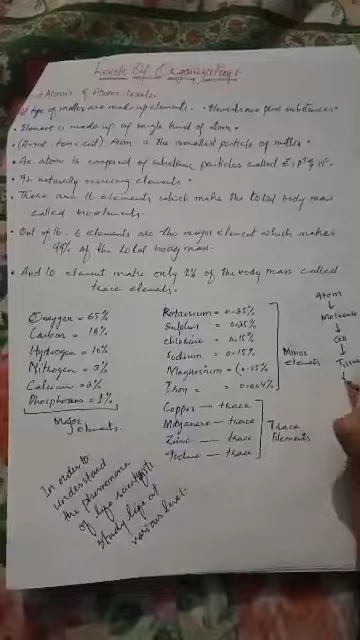 Levels Of Organization
Atomic & Atomic levels
All type of matter are made up elements. Elements are pure substances
Element is made up of single kind of atom
(A=not tom=cut) Atom is the smallest particle of matter
An atom is composed of subatomic particles called e⁻, p⁺ & n°
92 naturally occuring elements
There are 16 elements which make the total body mass
called bioelements
Out of 16. 6 elements are the major element which makes
99% of the total body mass
And 10 element make only 1% of the body mass called
trace elements.
Oxygen = 65%
Carbon = 18%
Hydrogen = 10%
Nitrogen = 3%
Calcium = 2%
Phosphorous = 1%
Major
elements.
Potassium = 0.35%
Sulphur = 0.25%
chlorine = 0.15%
Sodium = 0.15%
Magnesium = 0.05%
Iron = 0.004%
Minor
elements
Copper — trace
Manganese — trace
Zinc — trace
Iodine — trace
Trace
Elements
Atom
↓
Molecule
↓
Cell
↓
In order to
understand
the phenomena
of life scientists
study life at
various level.